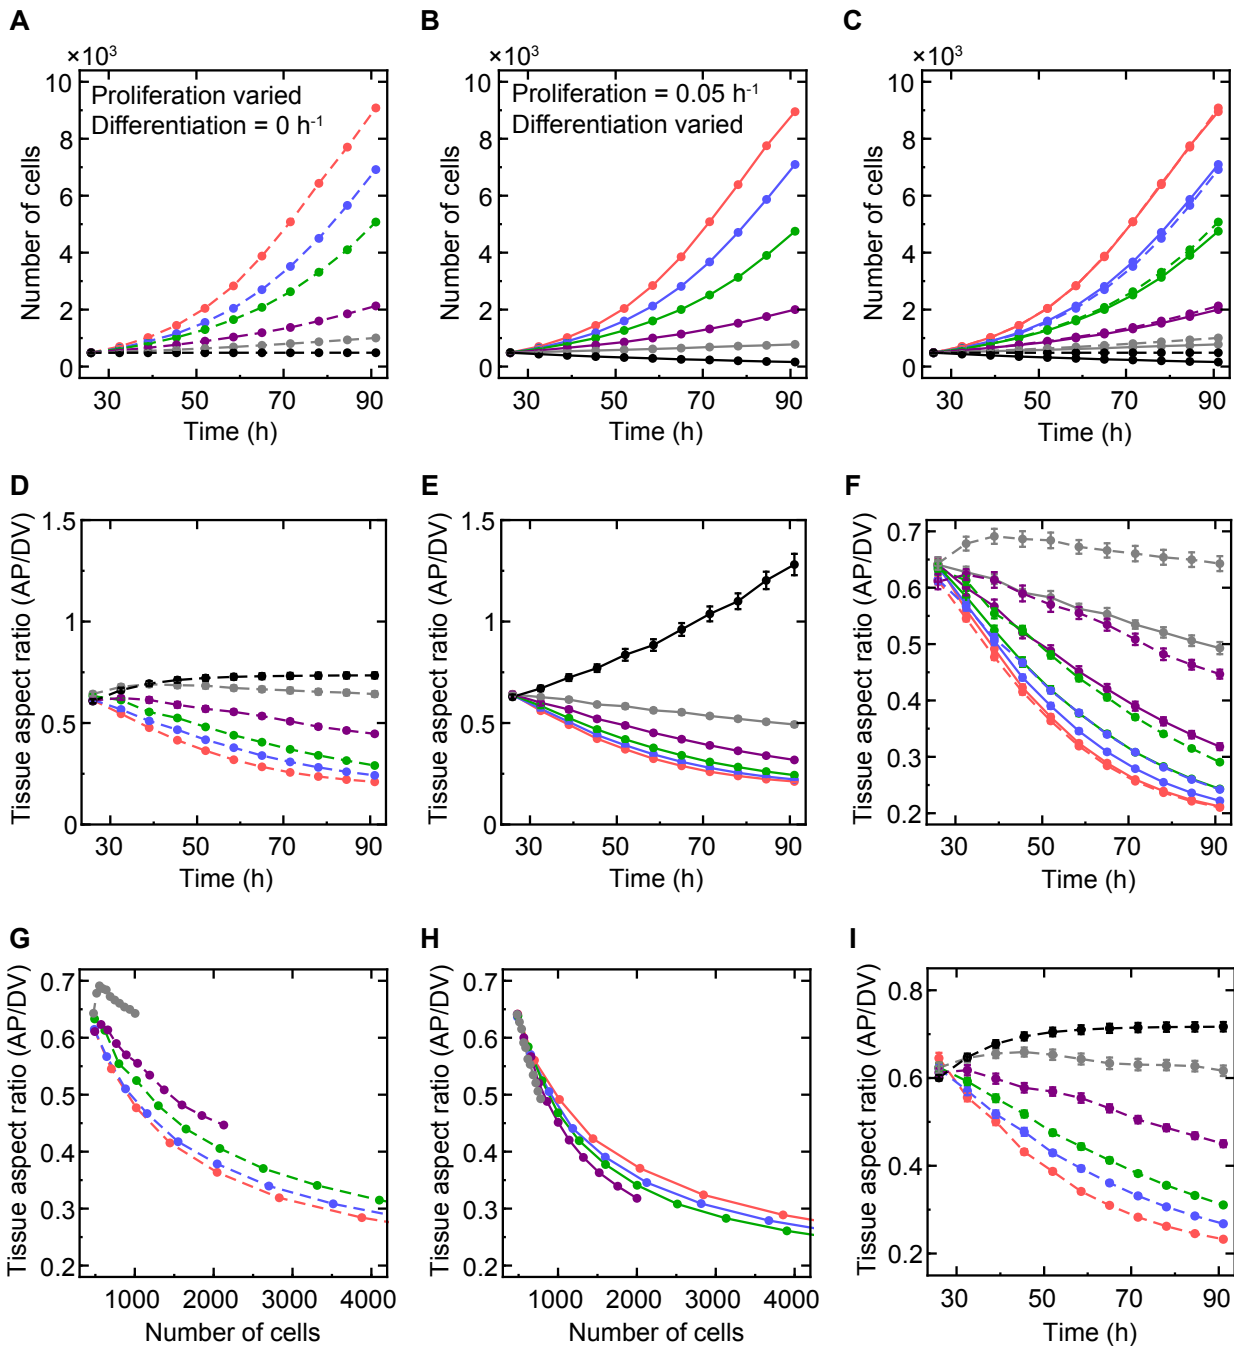 A
B
C
×10³
×10³
×10³
Number of cells
10
8
6
4
2
0
Proliferation varied
Differentiation = 0 h⁻¹
30
50
70
90
Time (h)
Number of cells
10
8
6
4
2
0
Proliferation = 0.05 h⁻¹
Differentiation varied
30
50
70
90
Time (h)
Number of cells
10
8
6
4
2
0
30
50
70
90
Time (h)
D
E
F
Tissue aspect ratio (AP/DV)
1.5
1
0.5
0
30
50
70
90
Time (h)
Tissue aspect ratio (AP/DV)
1.5
1
0.5
0
30
50
70
90
Time (h)
Tissue aspect ratio (AP/DV)
0.7
0.6
0.5
0.4
0.3
0.2
30
50
70
90
Time (h)
G
H
I
Tissue aspect ratio (AP/DV)
0.7
0.6
0.5
0.4
0.3
0.2
1000
2000
3000
4000
Number of cells
Tissue aspect ratio (AP/DV)
0.7
0.6
0.5
0.4
0.3
0.2
1000
2000
3000
4000
Number of cells
Tissue aspect ratio (AP/DV)
0.8
0.6
0.4
0.2
30
50
70
90
Time (h)